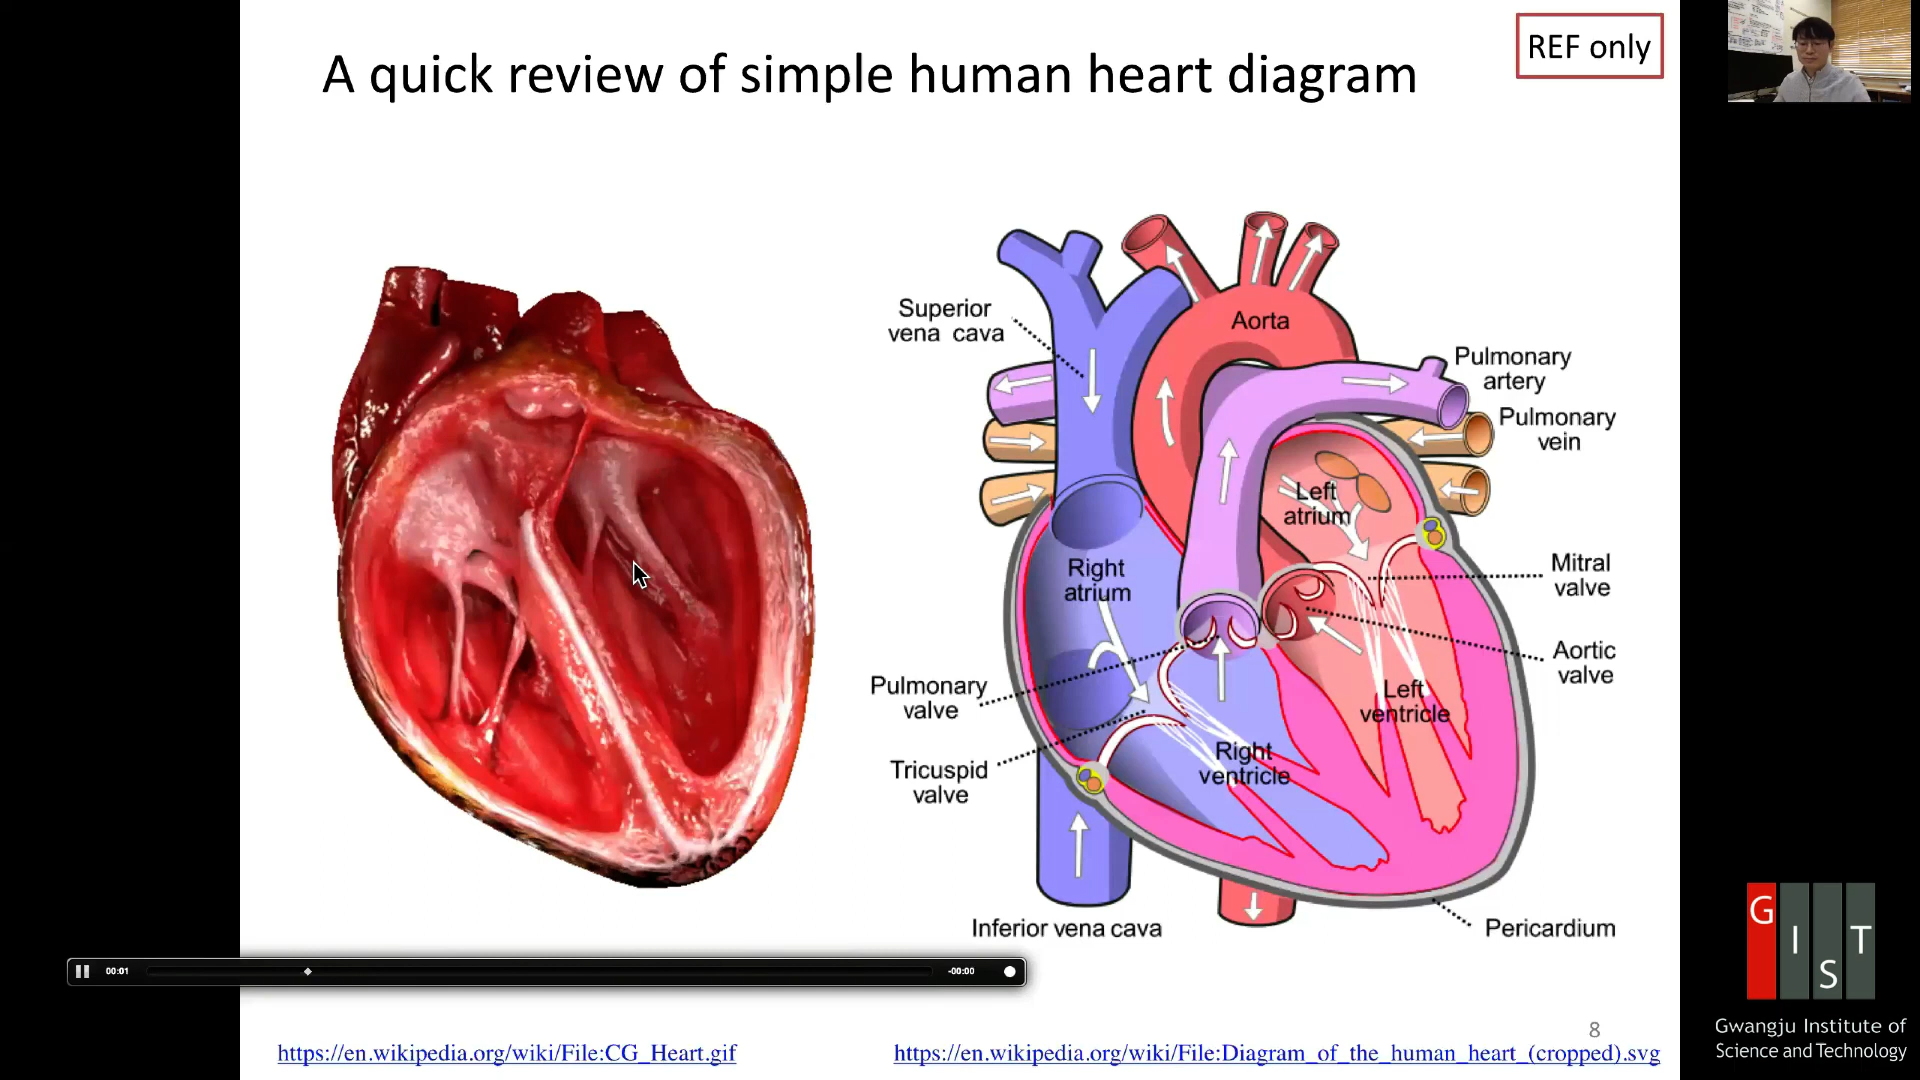 A quick review of simple human heart diagram
REF only
Superior
vena cava
Aorta
Pulmonary
artery
Pulmonary
vein
Left
atrium
Right
atrium
Mitral
valve
Aortic
valve
Pulmonary
valve
Left
ventricle
Tricuspid
valve
Right
ventricle
Inferior vena cava
Pericardium
00:01
-00:00
8
https://en.wikipedia.org/wiki/File:CG_Heart.gif
https://en.wikipedia.org/wiki/File:Diagram_of_the_human_heart_(cropped).svg
G I S T
Gwangju Institute of
Science and Technology